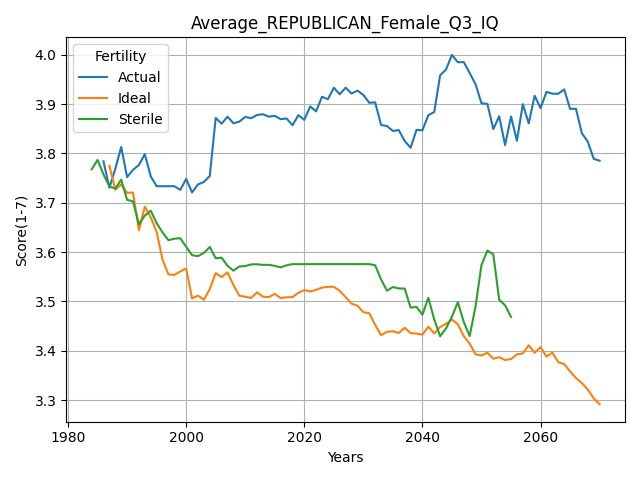 Average_REPUBLICAN_Female_Q3_IQ
Fertility
Actual
Ideal
Sterile
Score(1-7)
4.0
3.9
3.8
3.7
3.6
3.5
3.4
3.3
1980
2000
2020
2040
2060
Years